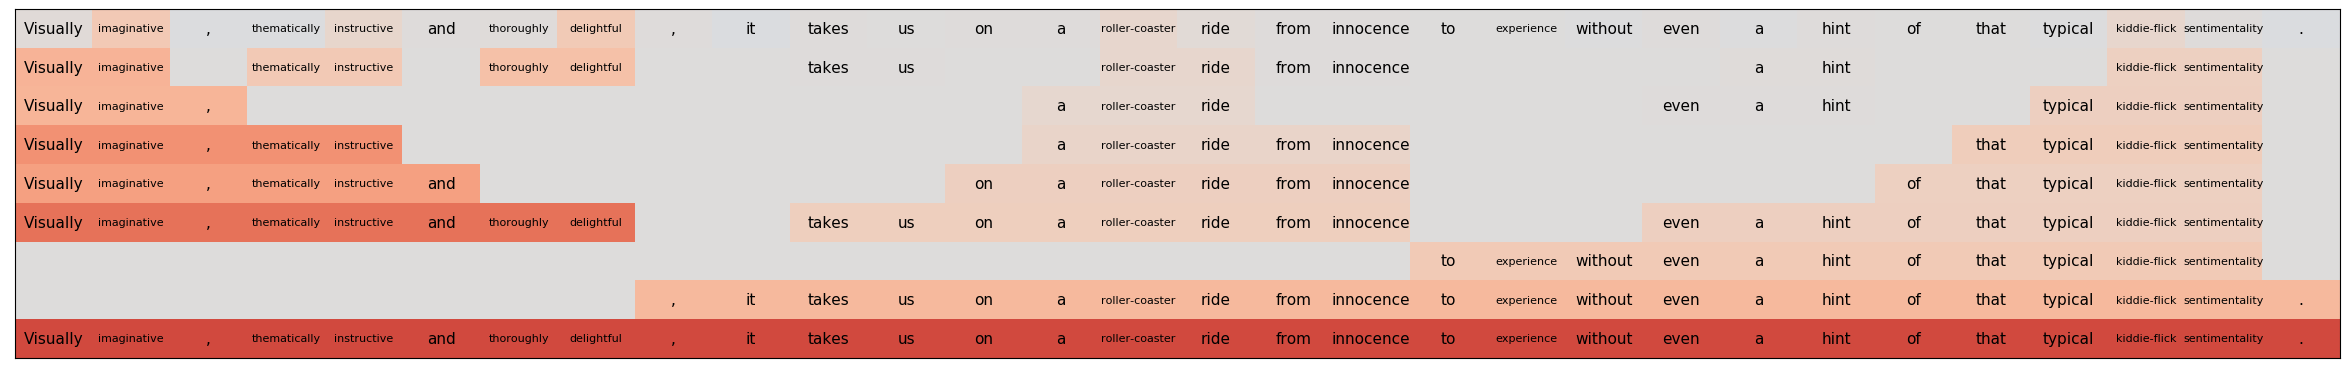 Visually imaginative , thematically instructive and thoroughly delightful , it takes us on a roller-coaster ride from innocence to experience without even a hint of that typical kiddie-flick sentimentality .
Visually imaginative thematically instructive thoroughly delightful takes us roller-coaster ride from innocence a hint kiddie-flick sentimentality
Visually imaginative , a roller-coaster ride even a hint typical kiddie-flick sentimentality
Visually imaginative , thematically instructive a roller-coaster ride from innocence that typical kiddie-flick sentimentality
Visually imaginative , thematically instructive and on a roller-coaster ride from innocence of that typical kiddie-flick sentimentality
Visually imaginative , thematically instructive and thoroughly delightful takes us on a roller-coaster ride from innocence even a hint of that typical kiddie-flick sentimentality
to experience without even a hint of that typical kiddie-flick sentimentality
, it takes us on a roller-coaster ride from innocence to experience without even a hint of that typical kiddie-flick sentimentality .
Visually imaginative , thematically instructive and thoroughly delightful , it takes us on a roller-coaster ride from innocence to experience without even a hint of that typical kiddie-flick sentimentality .